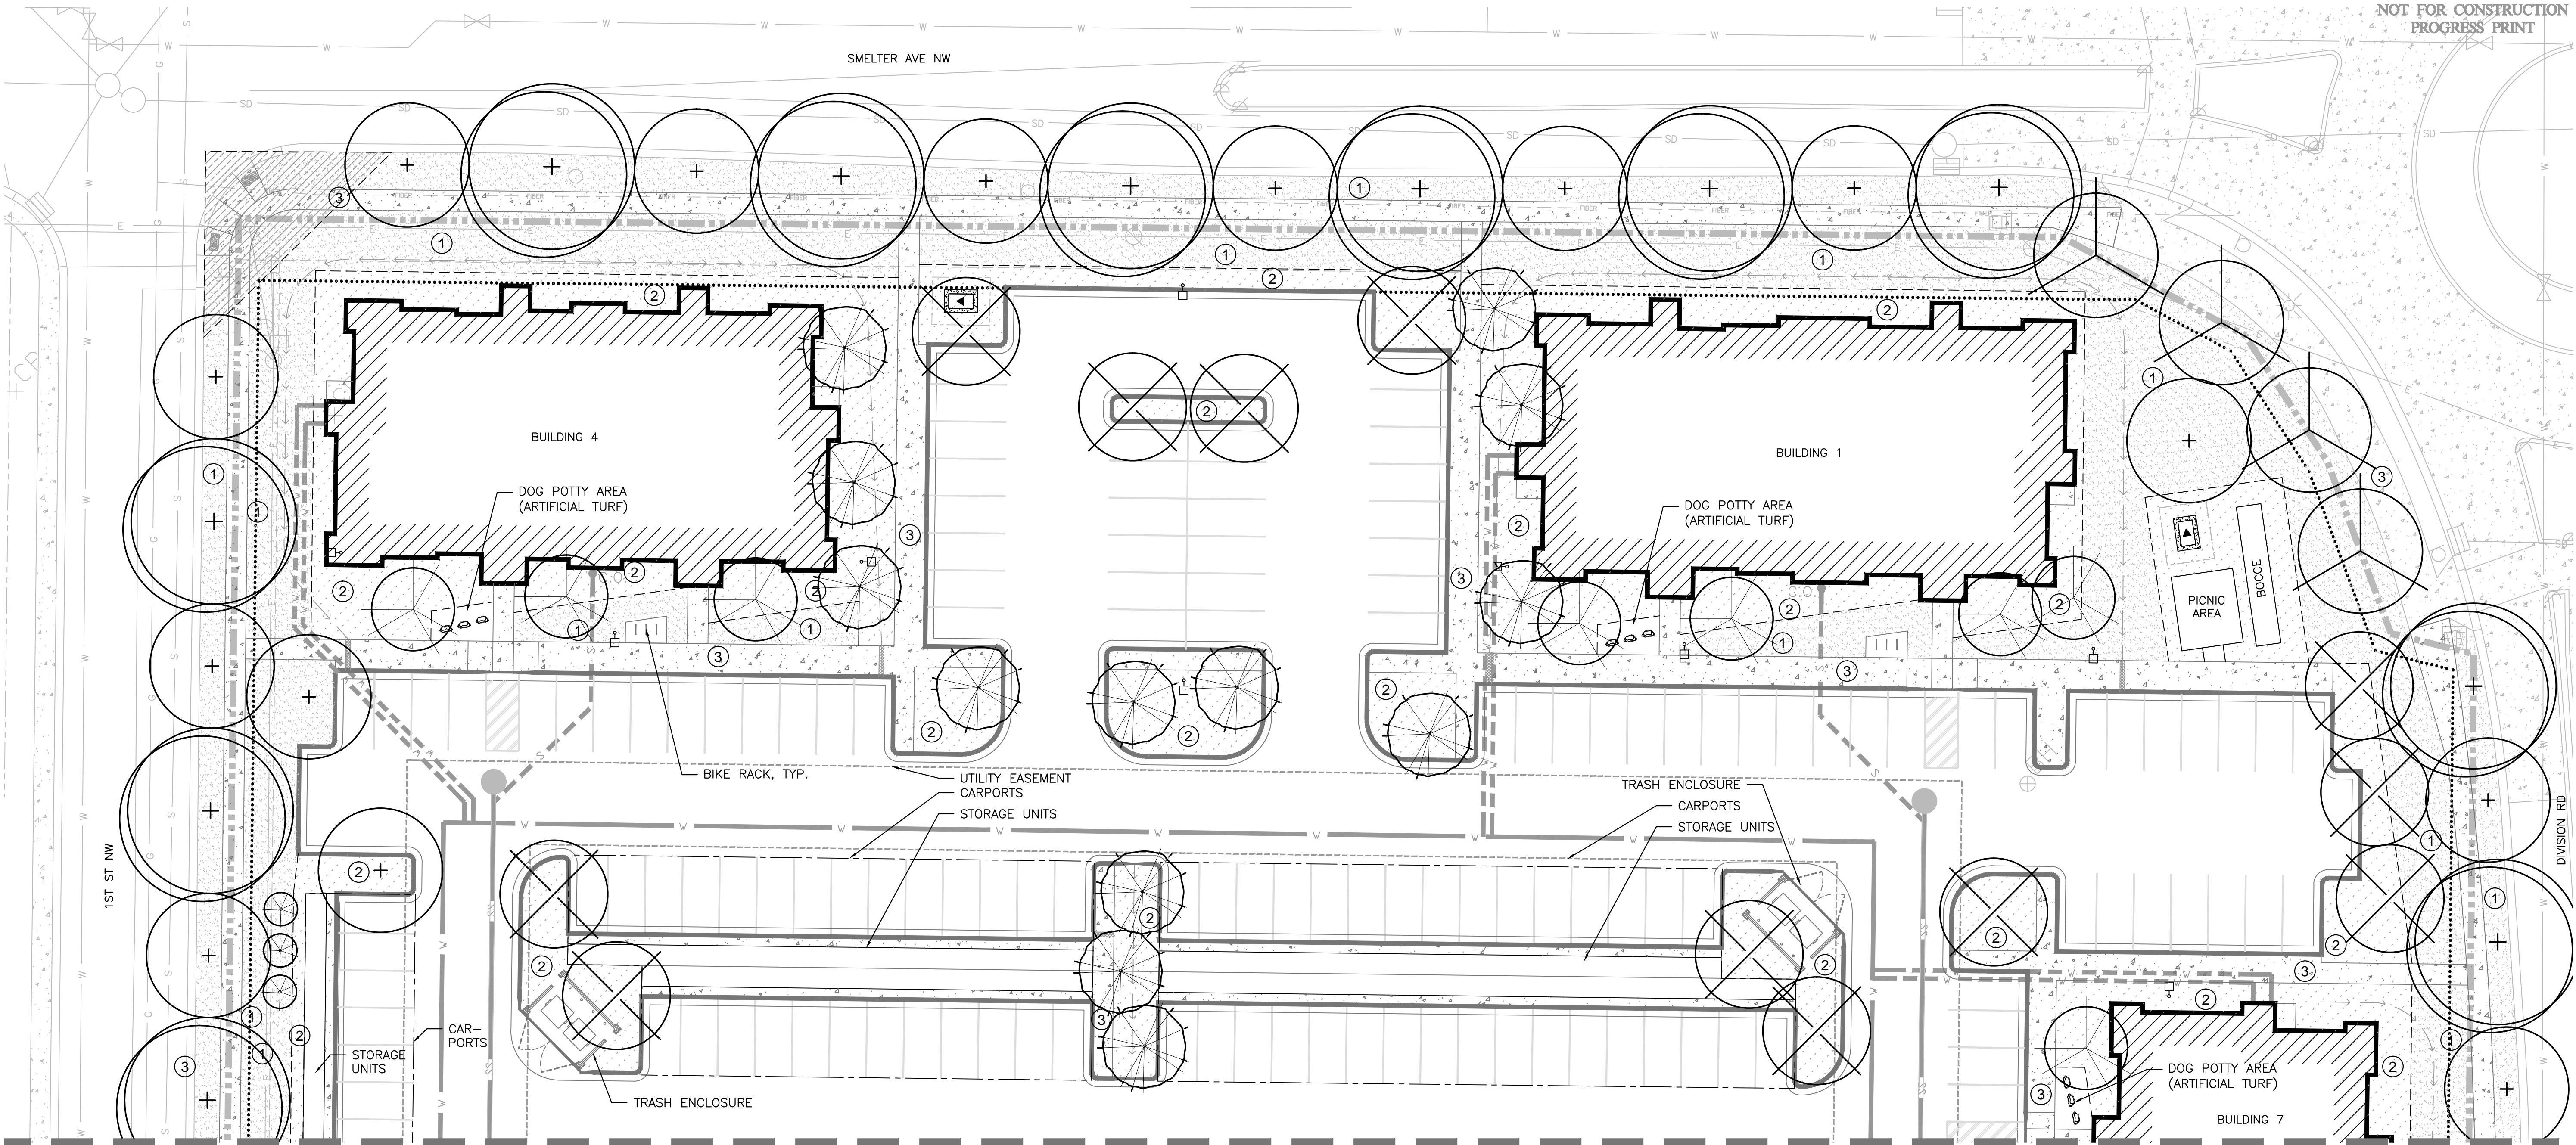 NOT FOR CONSTRUCTION
PROGRESS PRINT
SMELTER AVE NW
BUILDING 4
DOG POTTY AREA
(ARTIFICIAL TURF)
BUILDING 1
DOG POTTY AREA
(ARTIFICIAL TURF)
BOCCE
PICNIC
AREA
C.O.
BIKE RACK, TYP.
UTILITY EASEMENT
CARPORTS
STORAGE UNITS
TRASH ENCLOSURE
CARPORTS
STORAGE UNITS
1ST ST NW
DIVISION RD
CAR-
PORTS
STORAGE
UNITS
TRASH ENCLOSURE
DOG POTTY AREA
(ARTIFICIAL TURF)
BUILDING 7